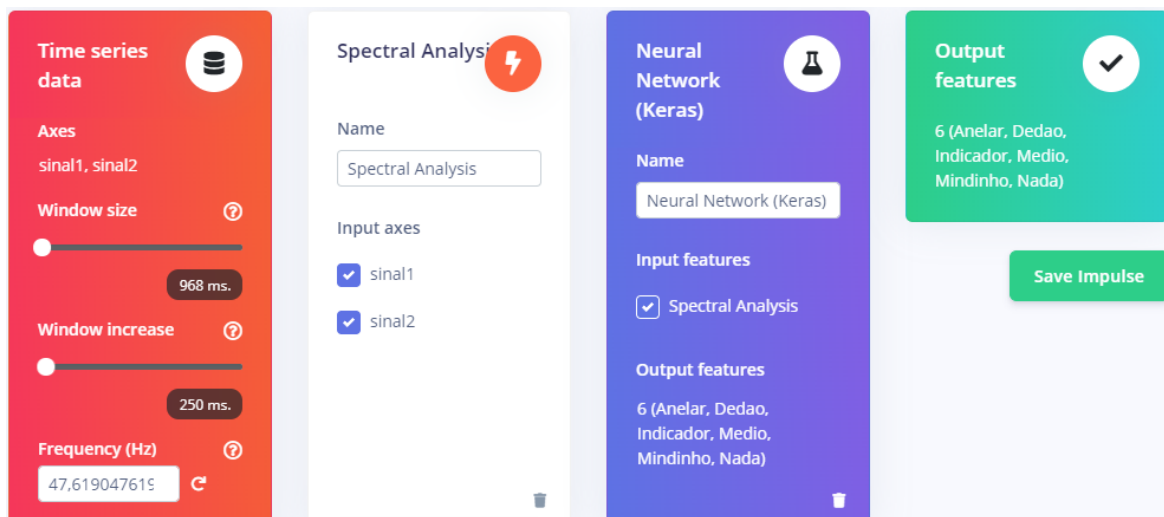 Time series
data
Axes
sinal1, sinal2
Window size
968 ms.
Window increase
250 ms.
Frequency (Hz)
47,619047619
Spectral Analysi
Name
Spectral Analysis
Input axes
sinal1
sinal2
Neural
Network
(Keras)
Name
Neural Network (Keras)
Input features
Spectral Analysis
Output features
6 (Anelar, Dedao,
Indicador, Medio,
Mindinho, Nada)
Output
features
6 (Anelar, Dedao,
Indicador, Medio,
Mindinho, Nada)
Save Impulse